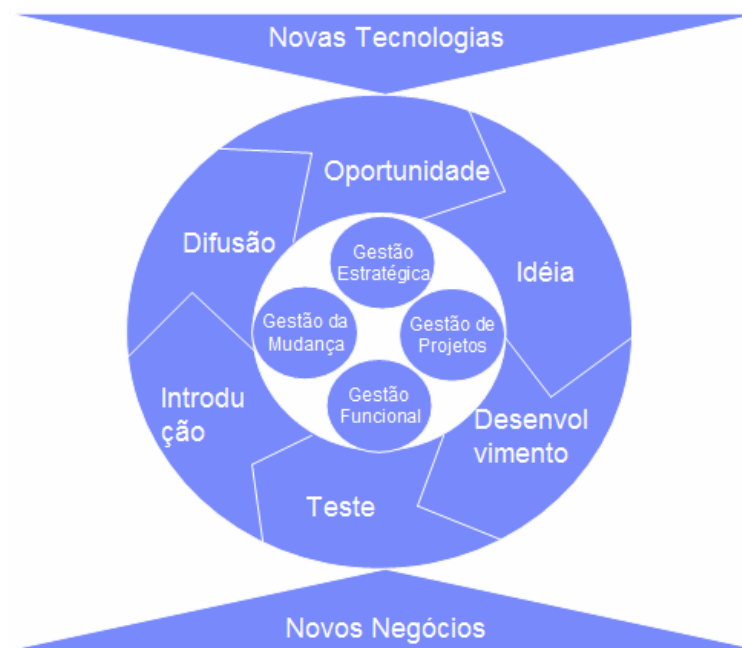 Novas Tecnologias
Oportunidade
Difusão
Idéia
Gestão
Estratégica
Gestão da
Mudança
Gestão de
Projetos
Gestão
Funcional
Introdu
ção
Desenvol
vimento
Teste
Novos Negócios